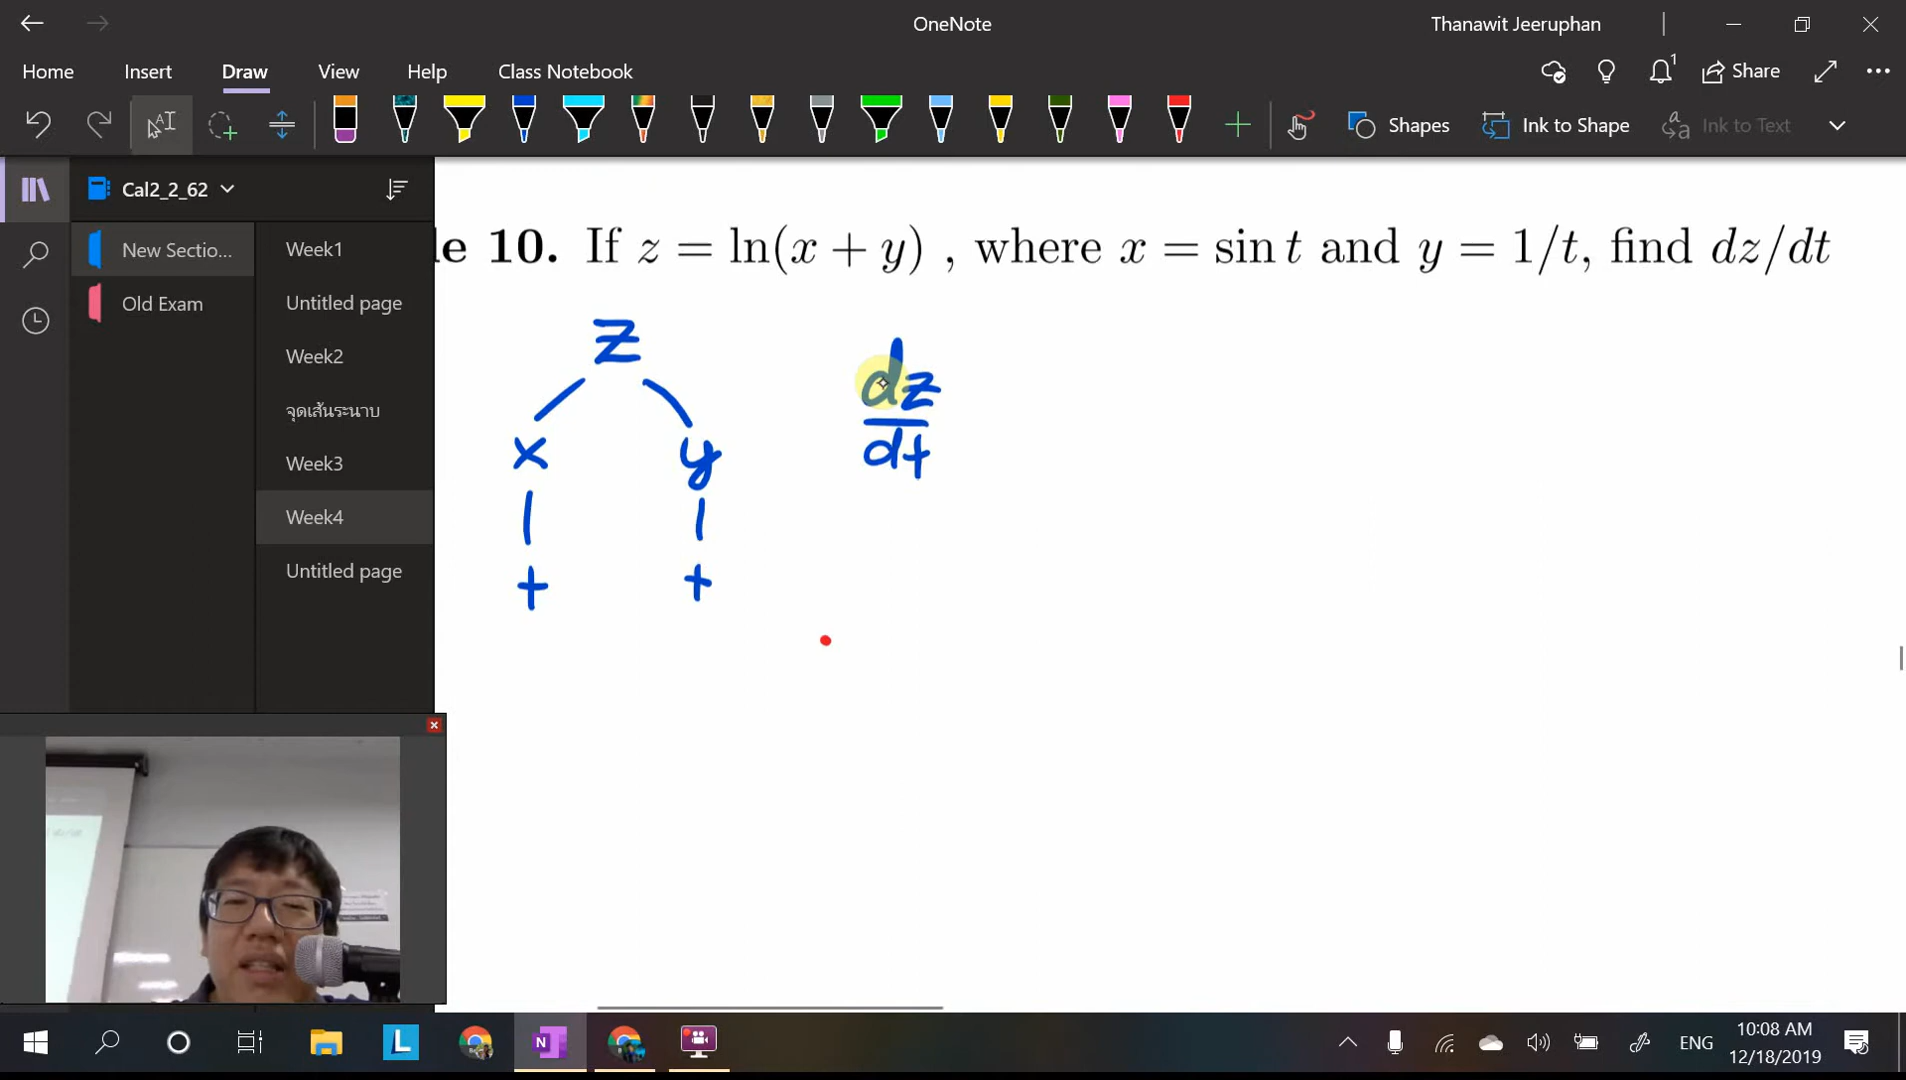 OneNote
Thanawit Jeeruphan
Home Insert Draw View Help Class Notebook
1
Share
Shapes
Ink to Shape
Ink to Text
Cal2_2_62
New Sectio...
Old Exam
Week1
Untitled page
Week2
จุดเส้นระนาบ
Week3
Week4
Untitled page
le 10. If z = ln(x + y) , where x = sin t and y = 1/t, find dz/dt
z
x y
t t
dz
dt
L
N
ENG
10:08 AM
12/18/2019